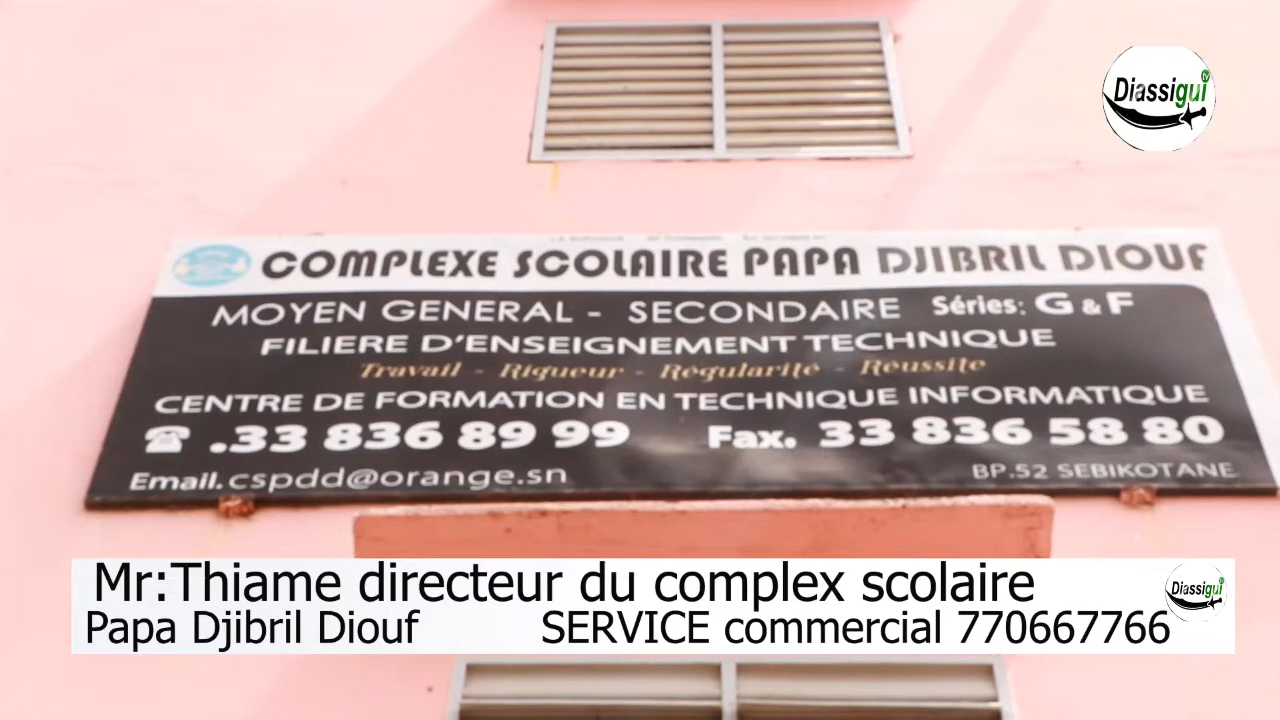 Diassigui tv
COMPLEXE SCOLAIRE PAPA DJIBRIL DIOUF
MOYEN GENERAL - SECONDAIRE Séries: G & F
FILIERE D'ENSEIGNEMENT TECHNIQUE
Travail - Rigueur - Régularité - Réussite
CENTRE DE FORMATION EN TECHNIQUE INFORMATIQUE
☎ .33 836 89 99 Fax. 33 836 58 80
Email.cspdd@orange.sn BP.52 SEBIKOTANE
Mr:Thiame directeur du complex scolaire
Papa Djibril Diouf SERVICE commercial 770667766
Diassigui